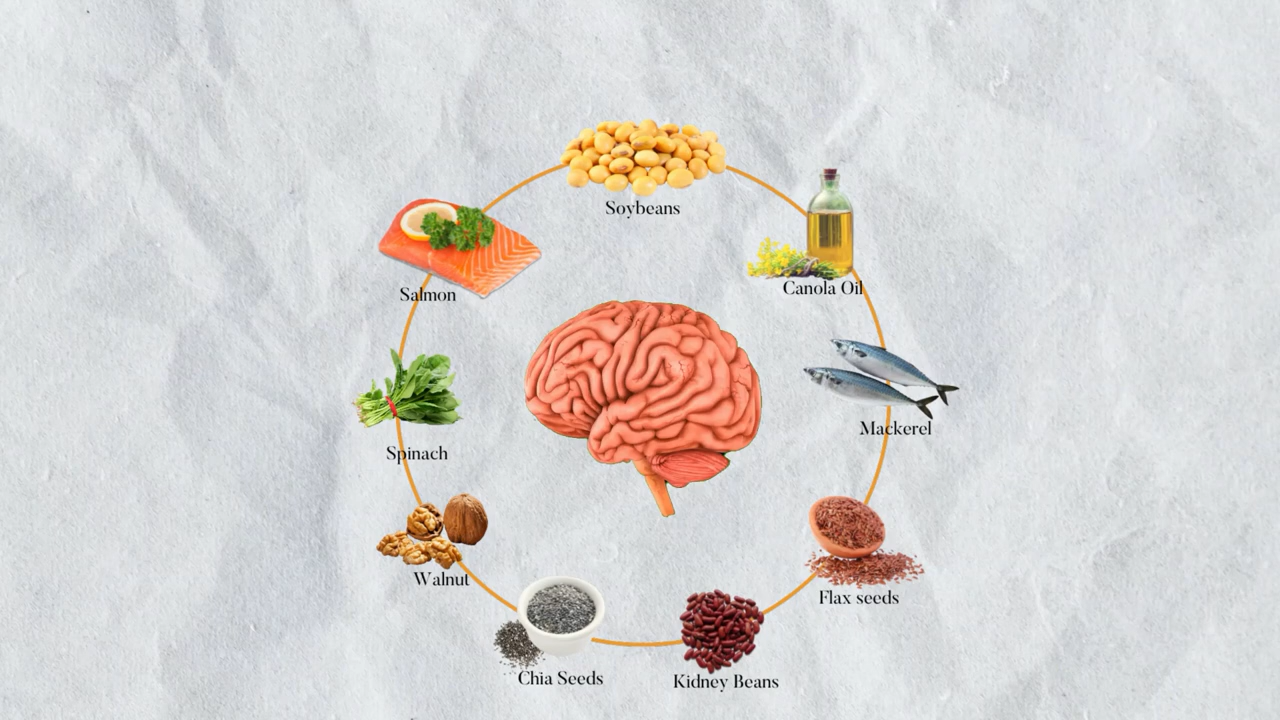 Soybeans
Salmon
Canola Oil
Mackerel
Spinach
Walnut
Flax seeds
Chia Seeds
Kidney Beans